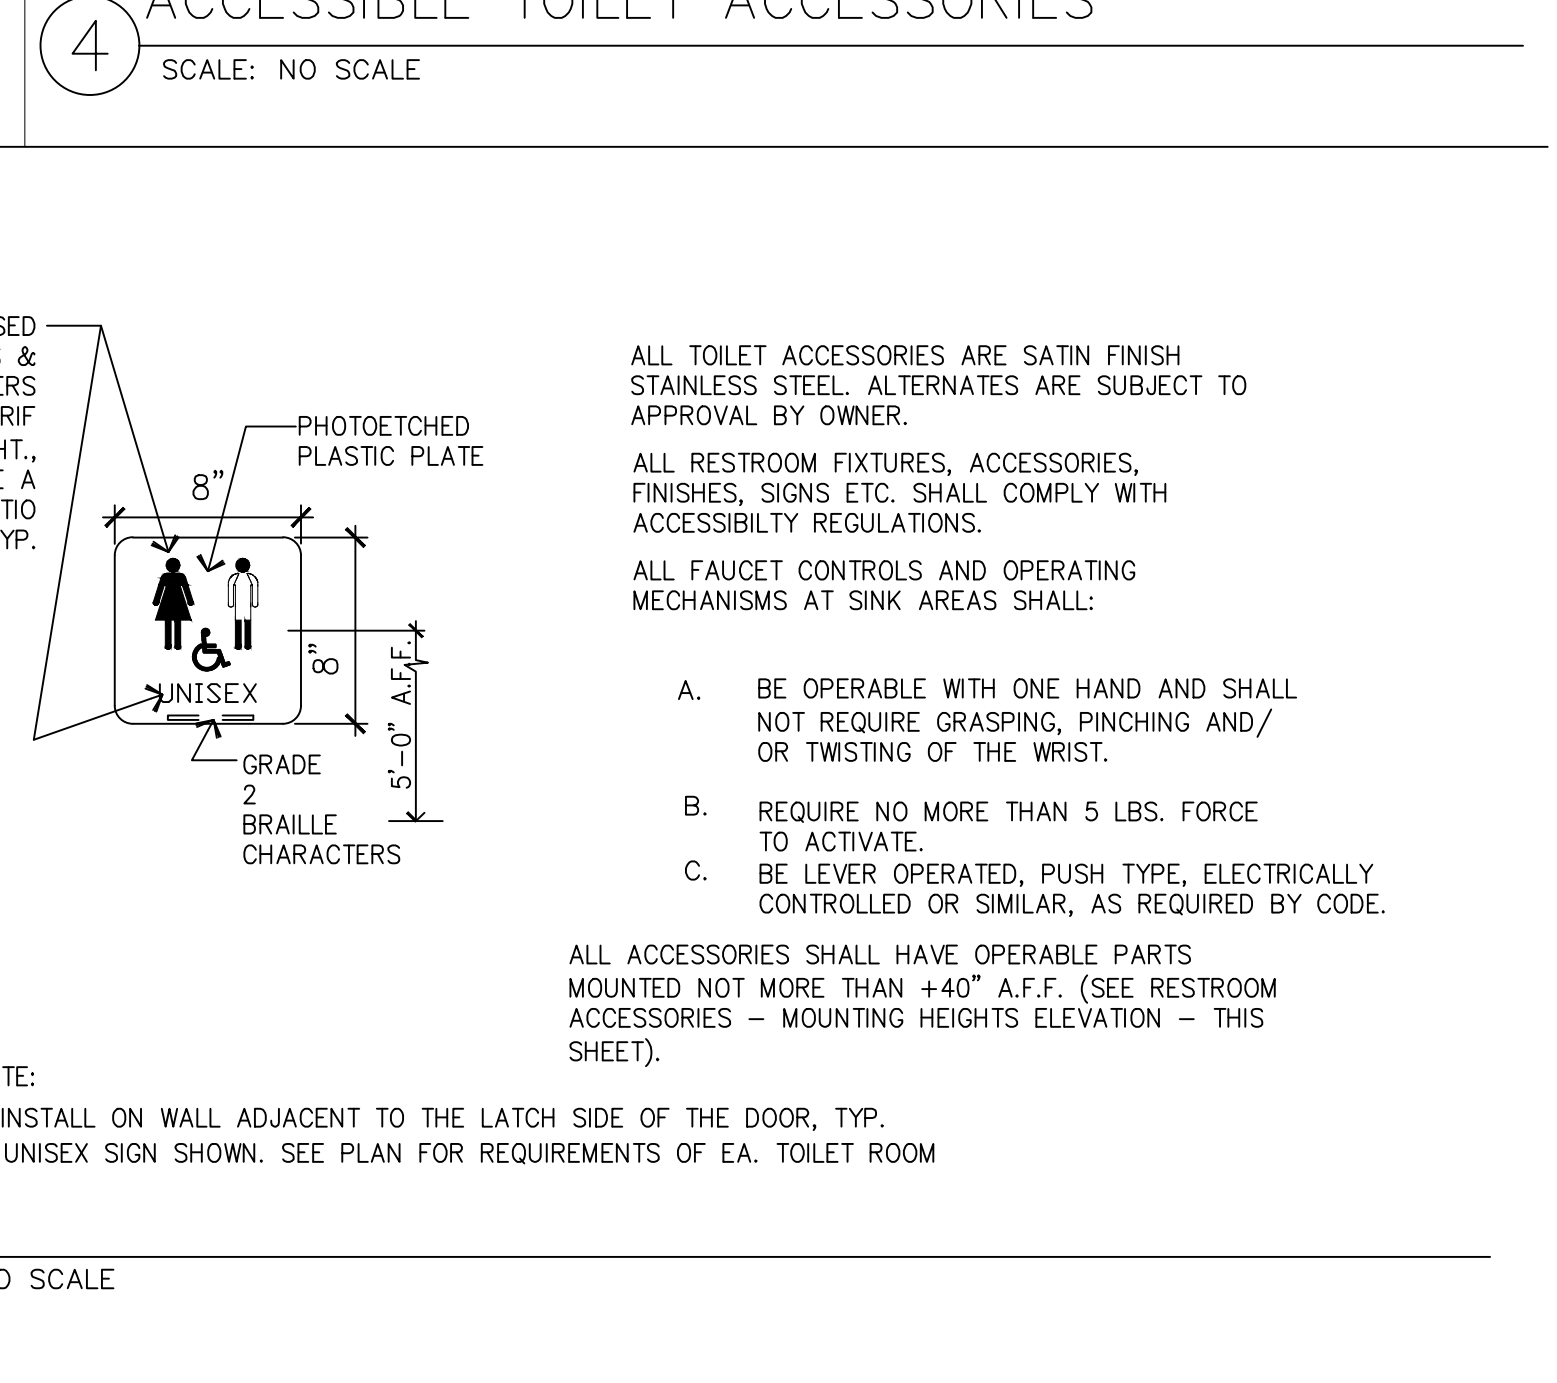 ACCESSIBLE TOILET ACCESSORIES
4
SCALE: NO SCALE
&
A
PHOTOETCHED
PLASTIC PLATE
8"
8"
UNISEX
5'-0" A.F.F.
GRADE
2
BRAILLE
CHARACTERS
ALL TOILET ACCESSORIES ARE SATIN FINISH
STAINLESS STEEL. ALTERNATES ARE SUBJECT TO
APPROVAL BY OWNER.
ALL RESTROOM FIXTURES, ACCESSORIES,
FINISHES, SIGNS ETC. SHALL COMPLY WITH
ACCESSIBILTY REGULATIONS.
ALL FAUCET CONTROLS AND OPERATING
MECHANISMS AT SINK AREAS SHALL:
A. BE OPERABLE WITH ONE HAND AND SHALL
NOT REQUIRE GRASPING, PINCHING AND/
OR TWISTING OF THE WRIST.
B. REQUIRE NO MORE THAN 5 LBS. FORCE
TO ACTIVATE.
C. BE LEVER OPERATED, PUSH TYPE, ELECTRICALLY
CONTROLLED OR SIMILAR, AS REQUIRED BY CODE.
ALL ACCESSORIES SHALL HAVE OPERABLE PARTS
MOUNTED NOT MORE THAN +40" A.F.F. (SEE RESTROOM
ACCESSORIES – MOUNTING HEIGHTS ELEVATION – THIS
SHEET).
TE:
INSTALL ON WALL ADJACENT TO THE LATCH SIDE OF THE DOOR, TYP.
UNISEX SIGN SHOWN. SEE PLAN FOR REQUIREMENTS OF EA. TOILET ROOM
SCALE